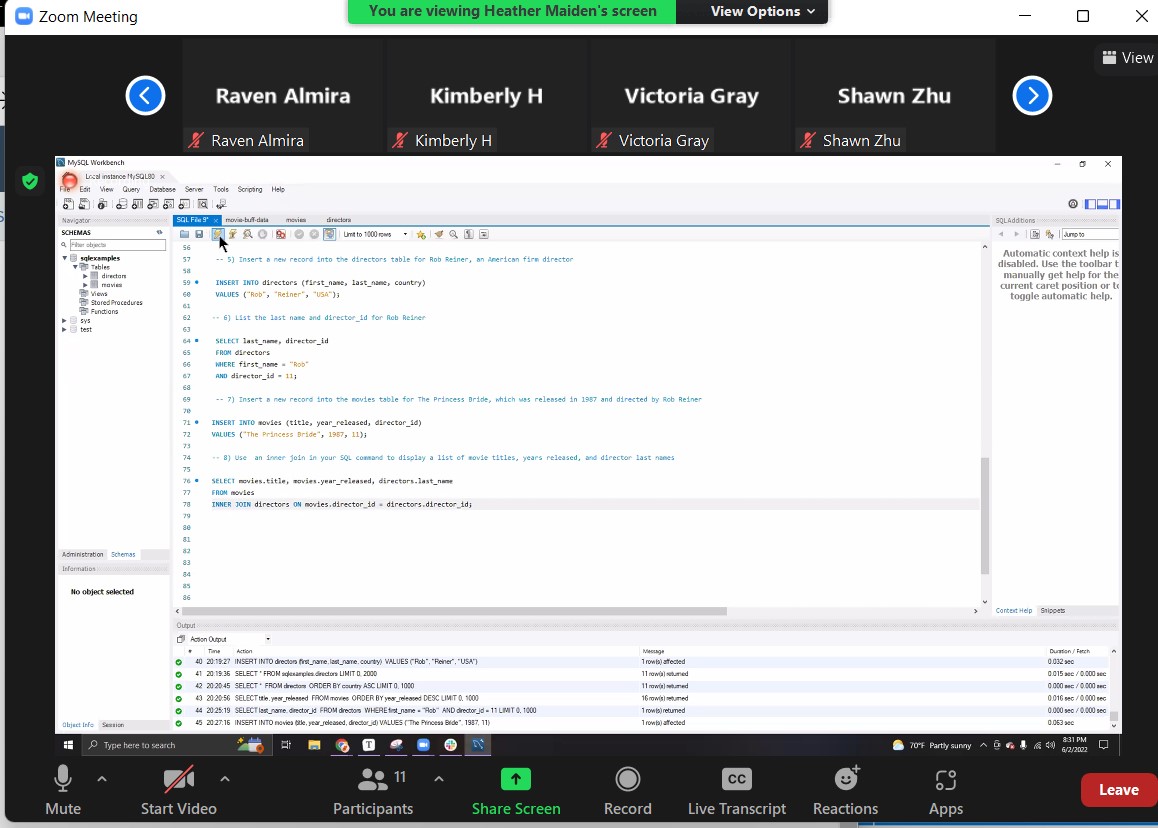 Zoom Meeting
You are viewing Heather Maiden's screen
View Options
View
Raven Almira
Kimberly H
Victoria Gray
Shawn Zhu
Raven Almira
Kimberly H
Victoria Gray
Shawn Zhu
MySQL Workbench
Local instance MySQL80
File Edit View Query Database Server Tools Scripting Help
Navigator
SQL File 9* movie-buff-data movies directors
SQLAdditions
SCHEMAS
Filter objects
Limit to 1000 rows
Jump to
sqlexamples
Tables
directors
movies
Views
Stored Procedures
Functions
sys
test
Automatic context help is
disabled. Use the toolbar t
manually get help for the
current caret position or to
toggle automatic help.
56
57 -- 5) Insert a new record into the directors table for Rob Reiner, an American firm director
58
59 INSERT INTO directors (first_name, last_name, country)
60 VALUES ("Rob", "Reiner", "USA");
61
62 -- 6) List the last name and director_id for Rob Reiner
63
64 SELECT last_name, director_id
65 FROM directors
66 WHERE first_name = "Rob"
67 AND director_id = 11;
68
69 -- 7) Insert a new record into the movies table for The Princess Bride, which was released in 1987 and directed by Rob Reiner
70
71 INSERT INTO movies (title, year_released, director_id)
72 VALUES ("The Princess Bride", 1987, 11);
73
74 -- 8) Use an inner join in your SQL command to display a list of movie titles, years released, and director last names
75
76 SELECT movies.title, movies.year_released, directors.last_name
77 FROM movies
78 INNER JOIN directors ON movies.director_id = directors.director_id;
79
80
81
82
83
84
85
86
Administration Schemas
Information
No object selected
Object Info Session
Context Help Snippets
Output
Action Output
# Time Action Message Duration / Fetch
40 20:19:27 INSERT INTO directors (first_name, last_name, country) VALUES ("Rob", "Reiner", "USA") 1 row(s) affected 0.032 sec
41 20:19:36 SELECT * FROM sqlexamples.directors LIMIT 0, 2000 11 row(s) returned 0.015 sec / 0.000 sec
42 20:20:45 SELECT * FROM directors ORDER BY country ASC LIMIT 0, 1000 11 row(s) returned 0.000 sec / 0.000 sec
43 20:20:56 SELECT title, year_released FROM movies ORDER BY year_released DESC LIMIT 0, 1000 16 row(s) returned 0.016 sec / 0.000 sec
44 20:25:19 SELECT last_name, director_id FROM directors WHERE first_name = "Rob" AND director_id = 11 LIMIT 0, 1000 1 row(s) returned 0.000 sec / 0.000 sec
45 20:27:16 INSERT INTO movies (title, year_released, director_id) VALUES ("The Princess Bride", 1987, 11) 1 row(s) affected 0.063 sec
Type here to search
T
70°F Partly sunny
8:31 PM
6/2/2022
Mute
Start Video
11
Participants
Share Screen
Record
CC
Live Transcript
Reactions
Apps
Leave